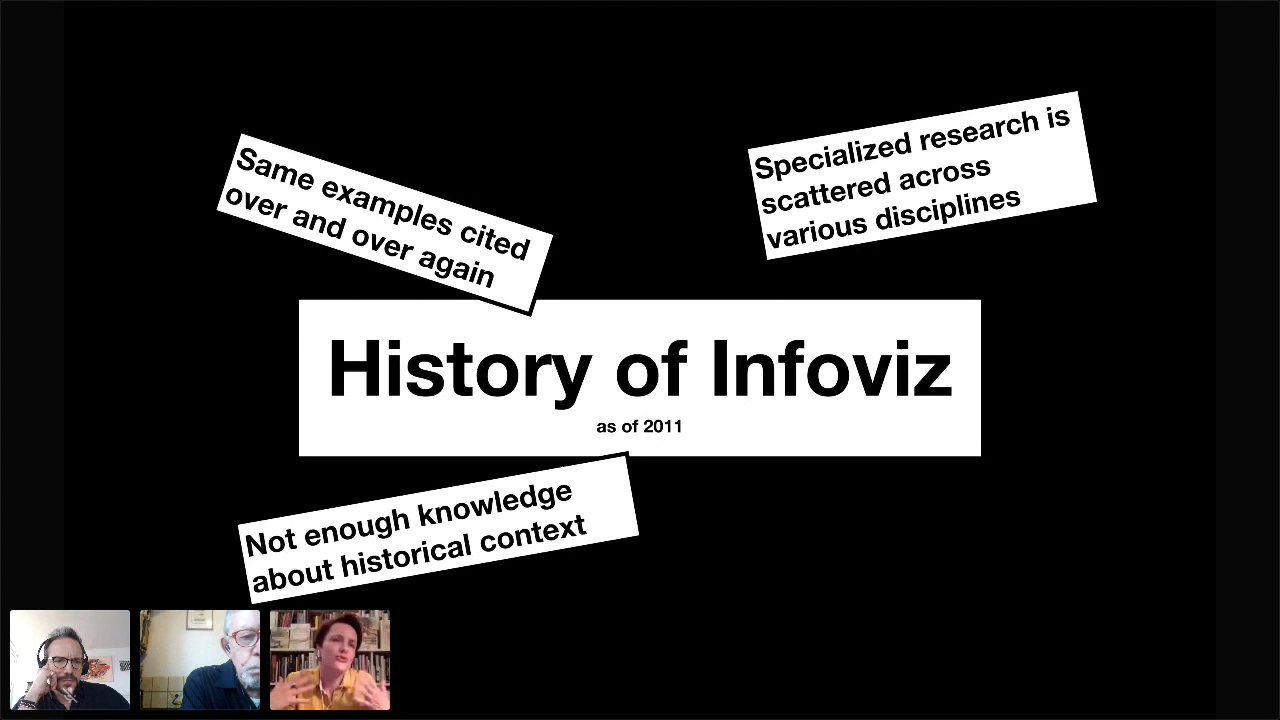 Same examples cited
over and over again
Specialized research is
scattered across
various disciplines
History of Infoviz
as of 2011
Not enough knowledge
about historical context